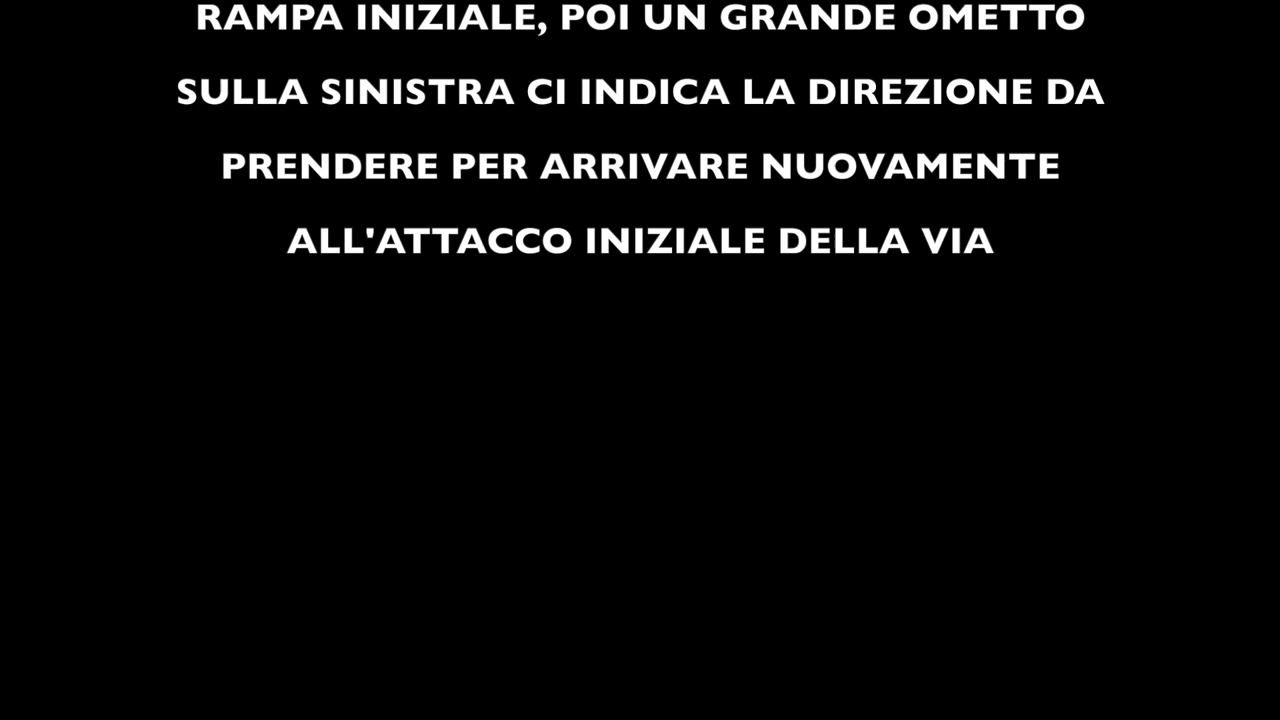 RAMPA INIZIALE, POI UN GRANDE OMETTO
SULLA SINISTRA CI INDICA LA DIREZIONE DA
PRENDERE PER ARRIVARE NUOVAMENTE
ALL'ATTACCO INIZIALE DELLA VIA